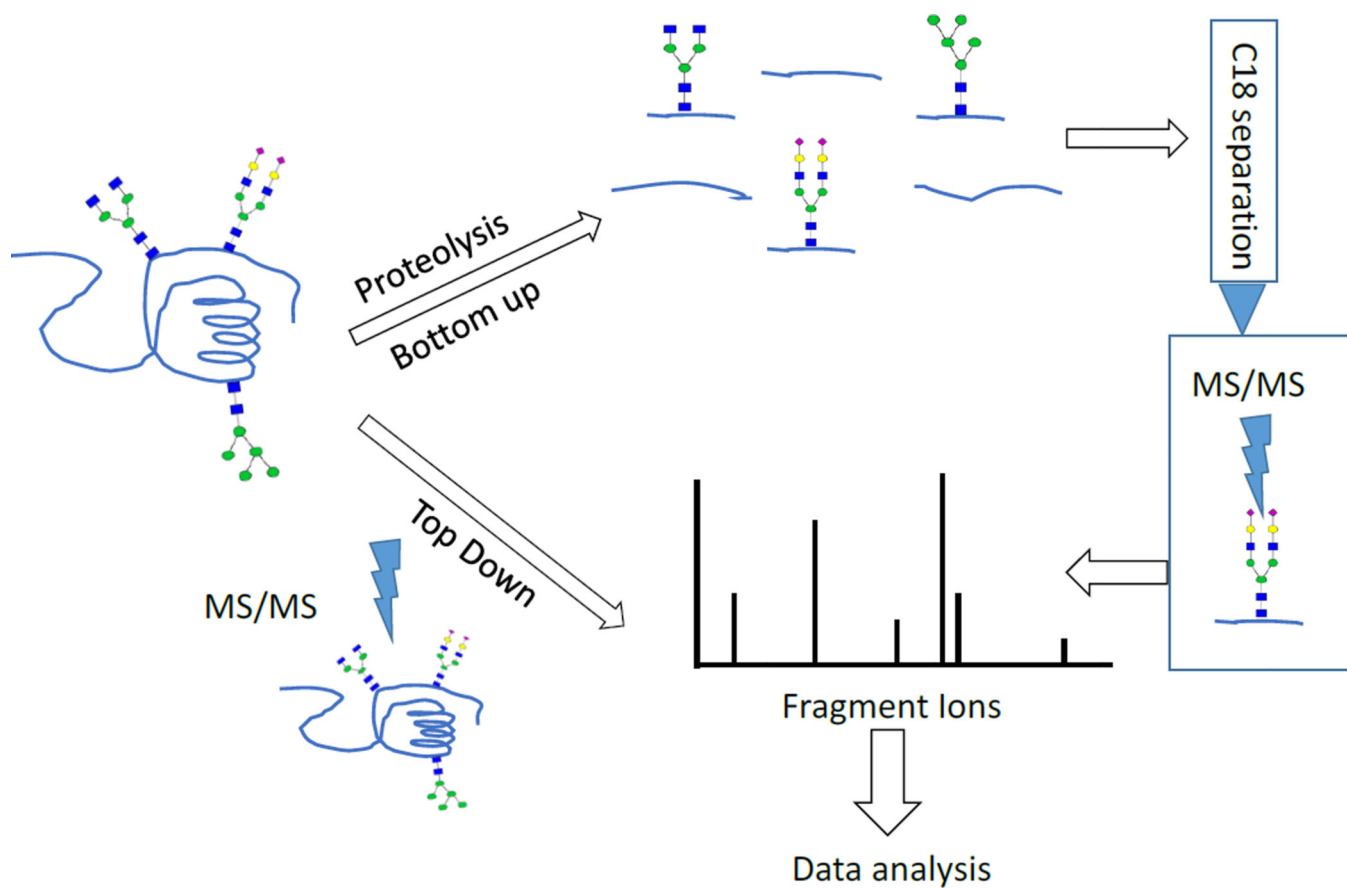 C18 separation
Proteolysis
Bottom up
MS/MS
Top Down
MS/MS
Fragment Ions
Data analysis